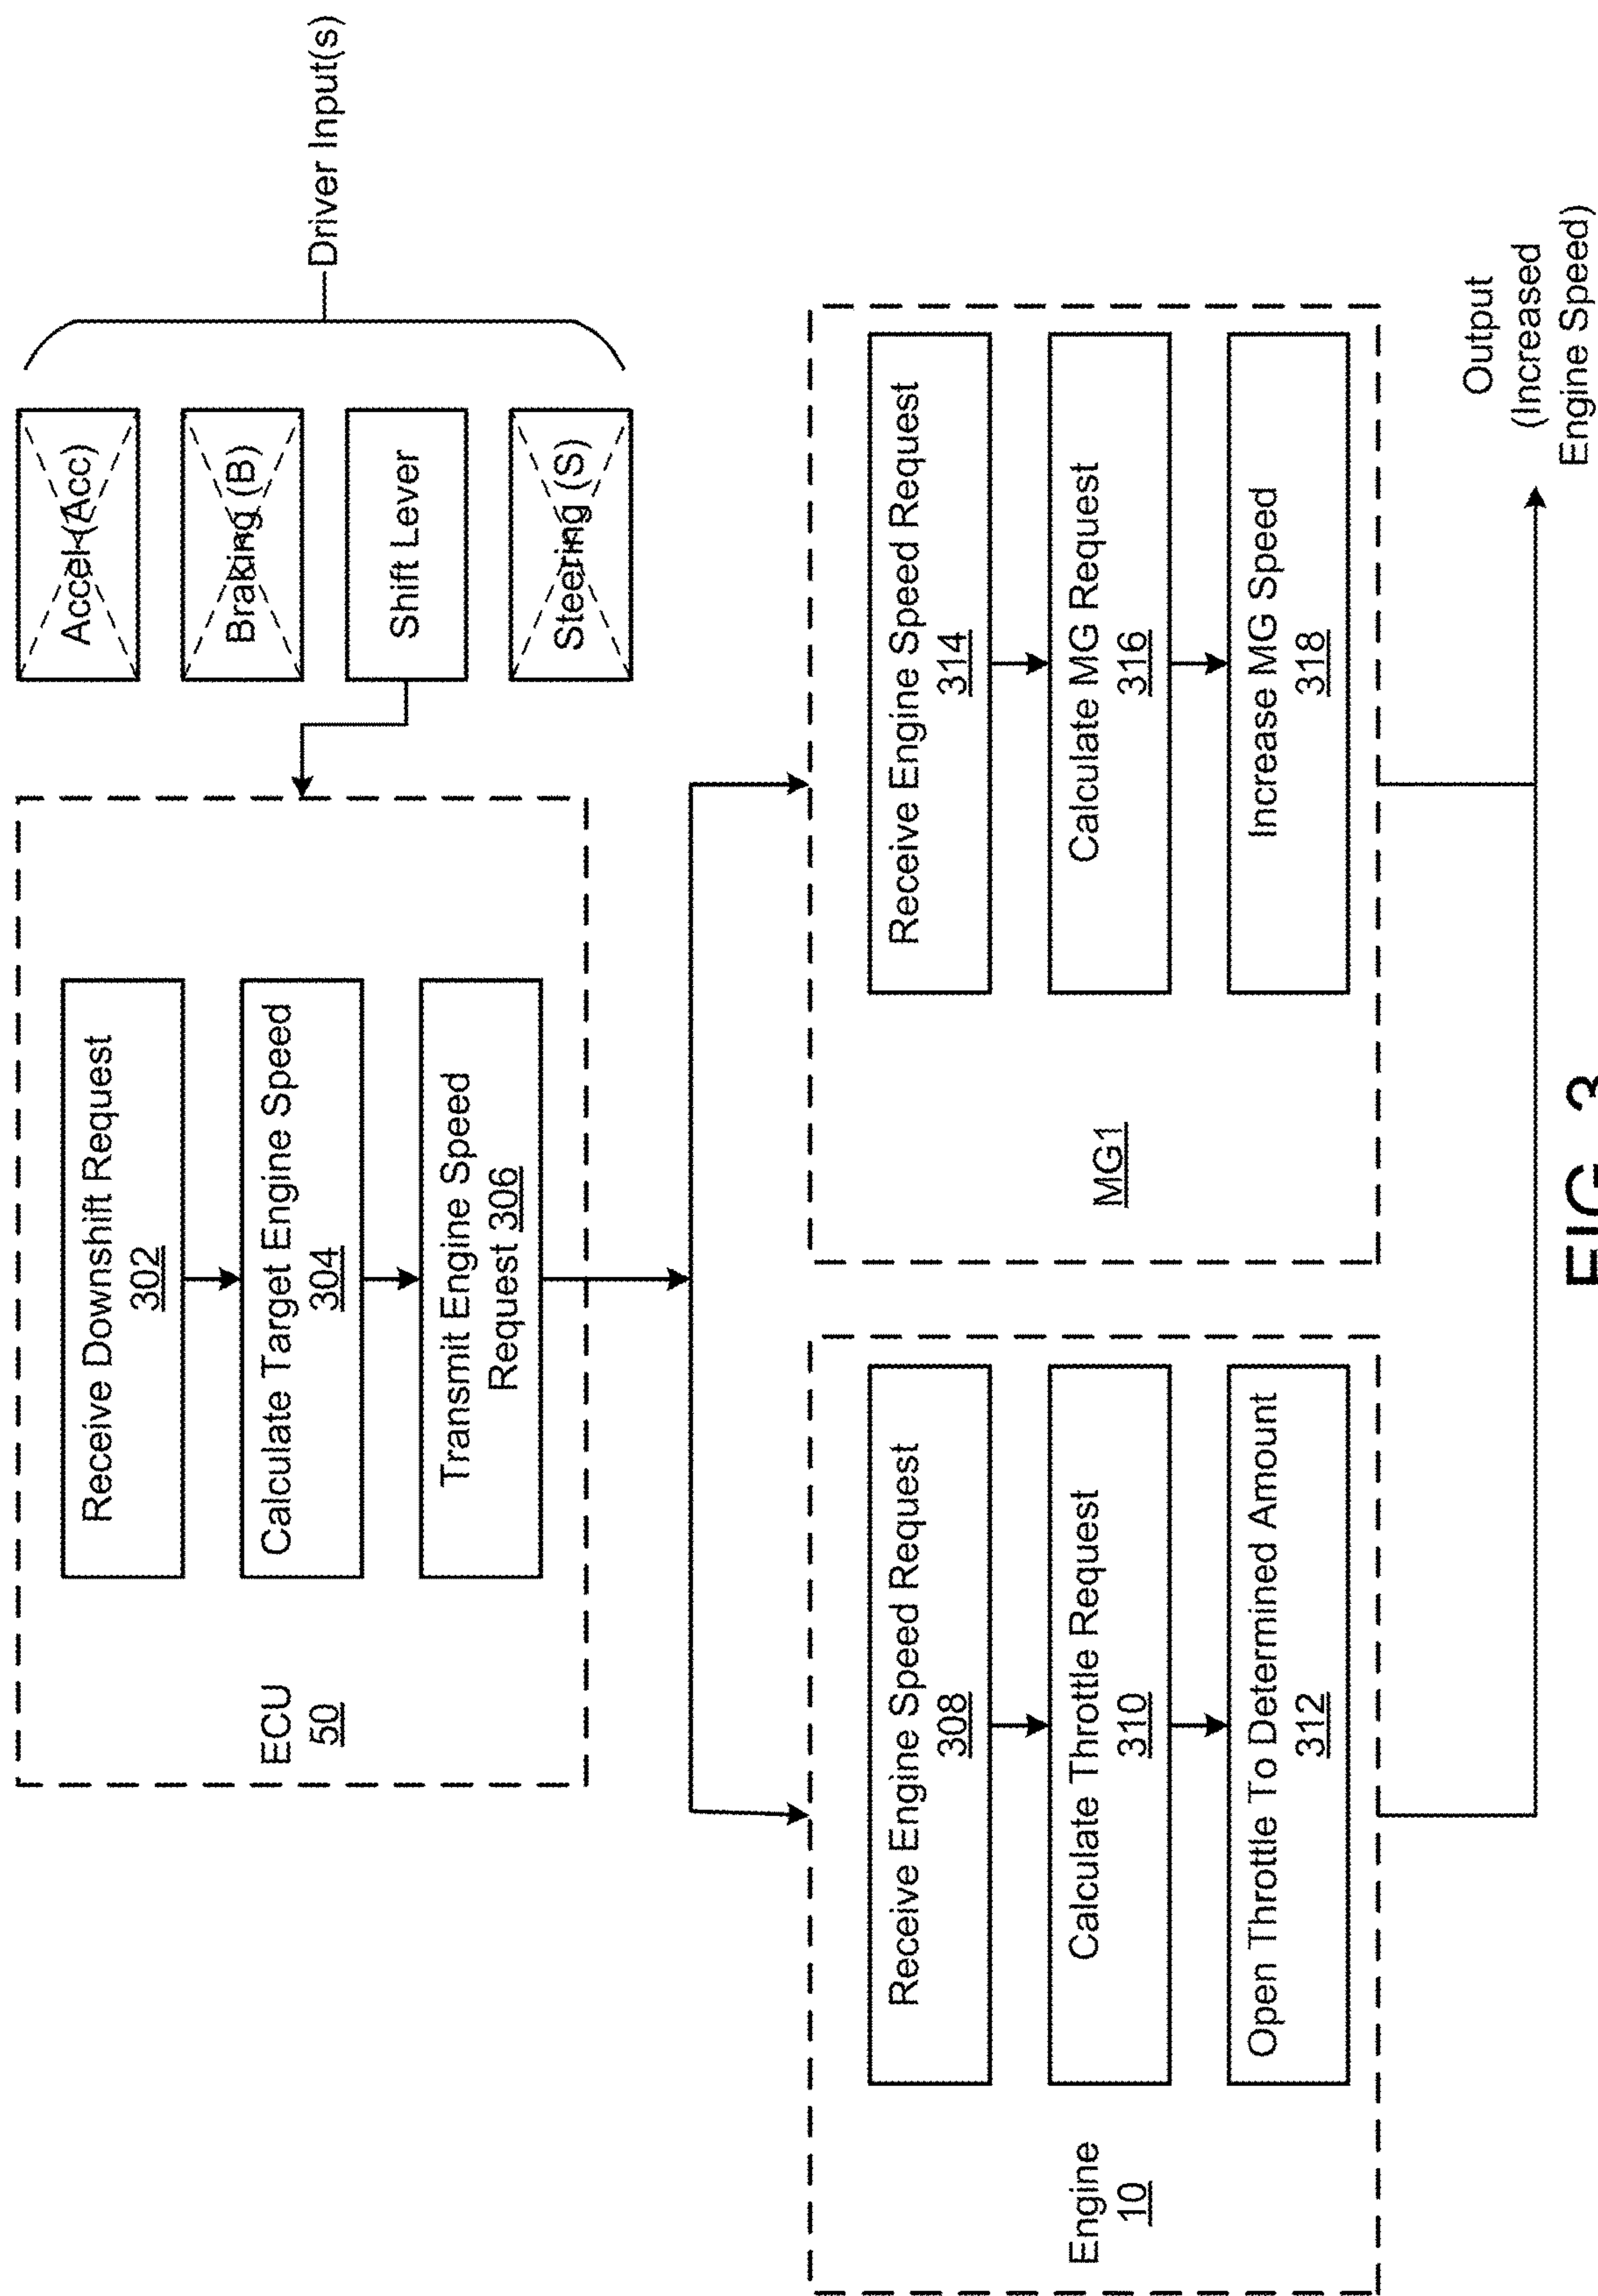 Receive Downshift Request
302
Calculate Target Engine Speed
304
Transmit Engine Speed
Request 306
ECU
50
Accel (Acc)
Braking (B)
Shift Lever
Steering (S)
Driver Input(s)
Receive Engine Speed Request
308
Calculate Throttle Request
310
Open Throttle To Determined Amount
312
Engine
10
Receive Engine Speed Request
314
Calculate MG Request
316
Increase MG Speed
318
MG1
Output
(Increased
Engine Speed)
FIG. 3